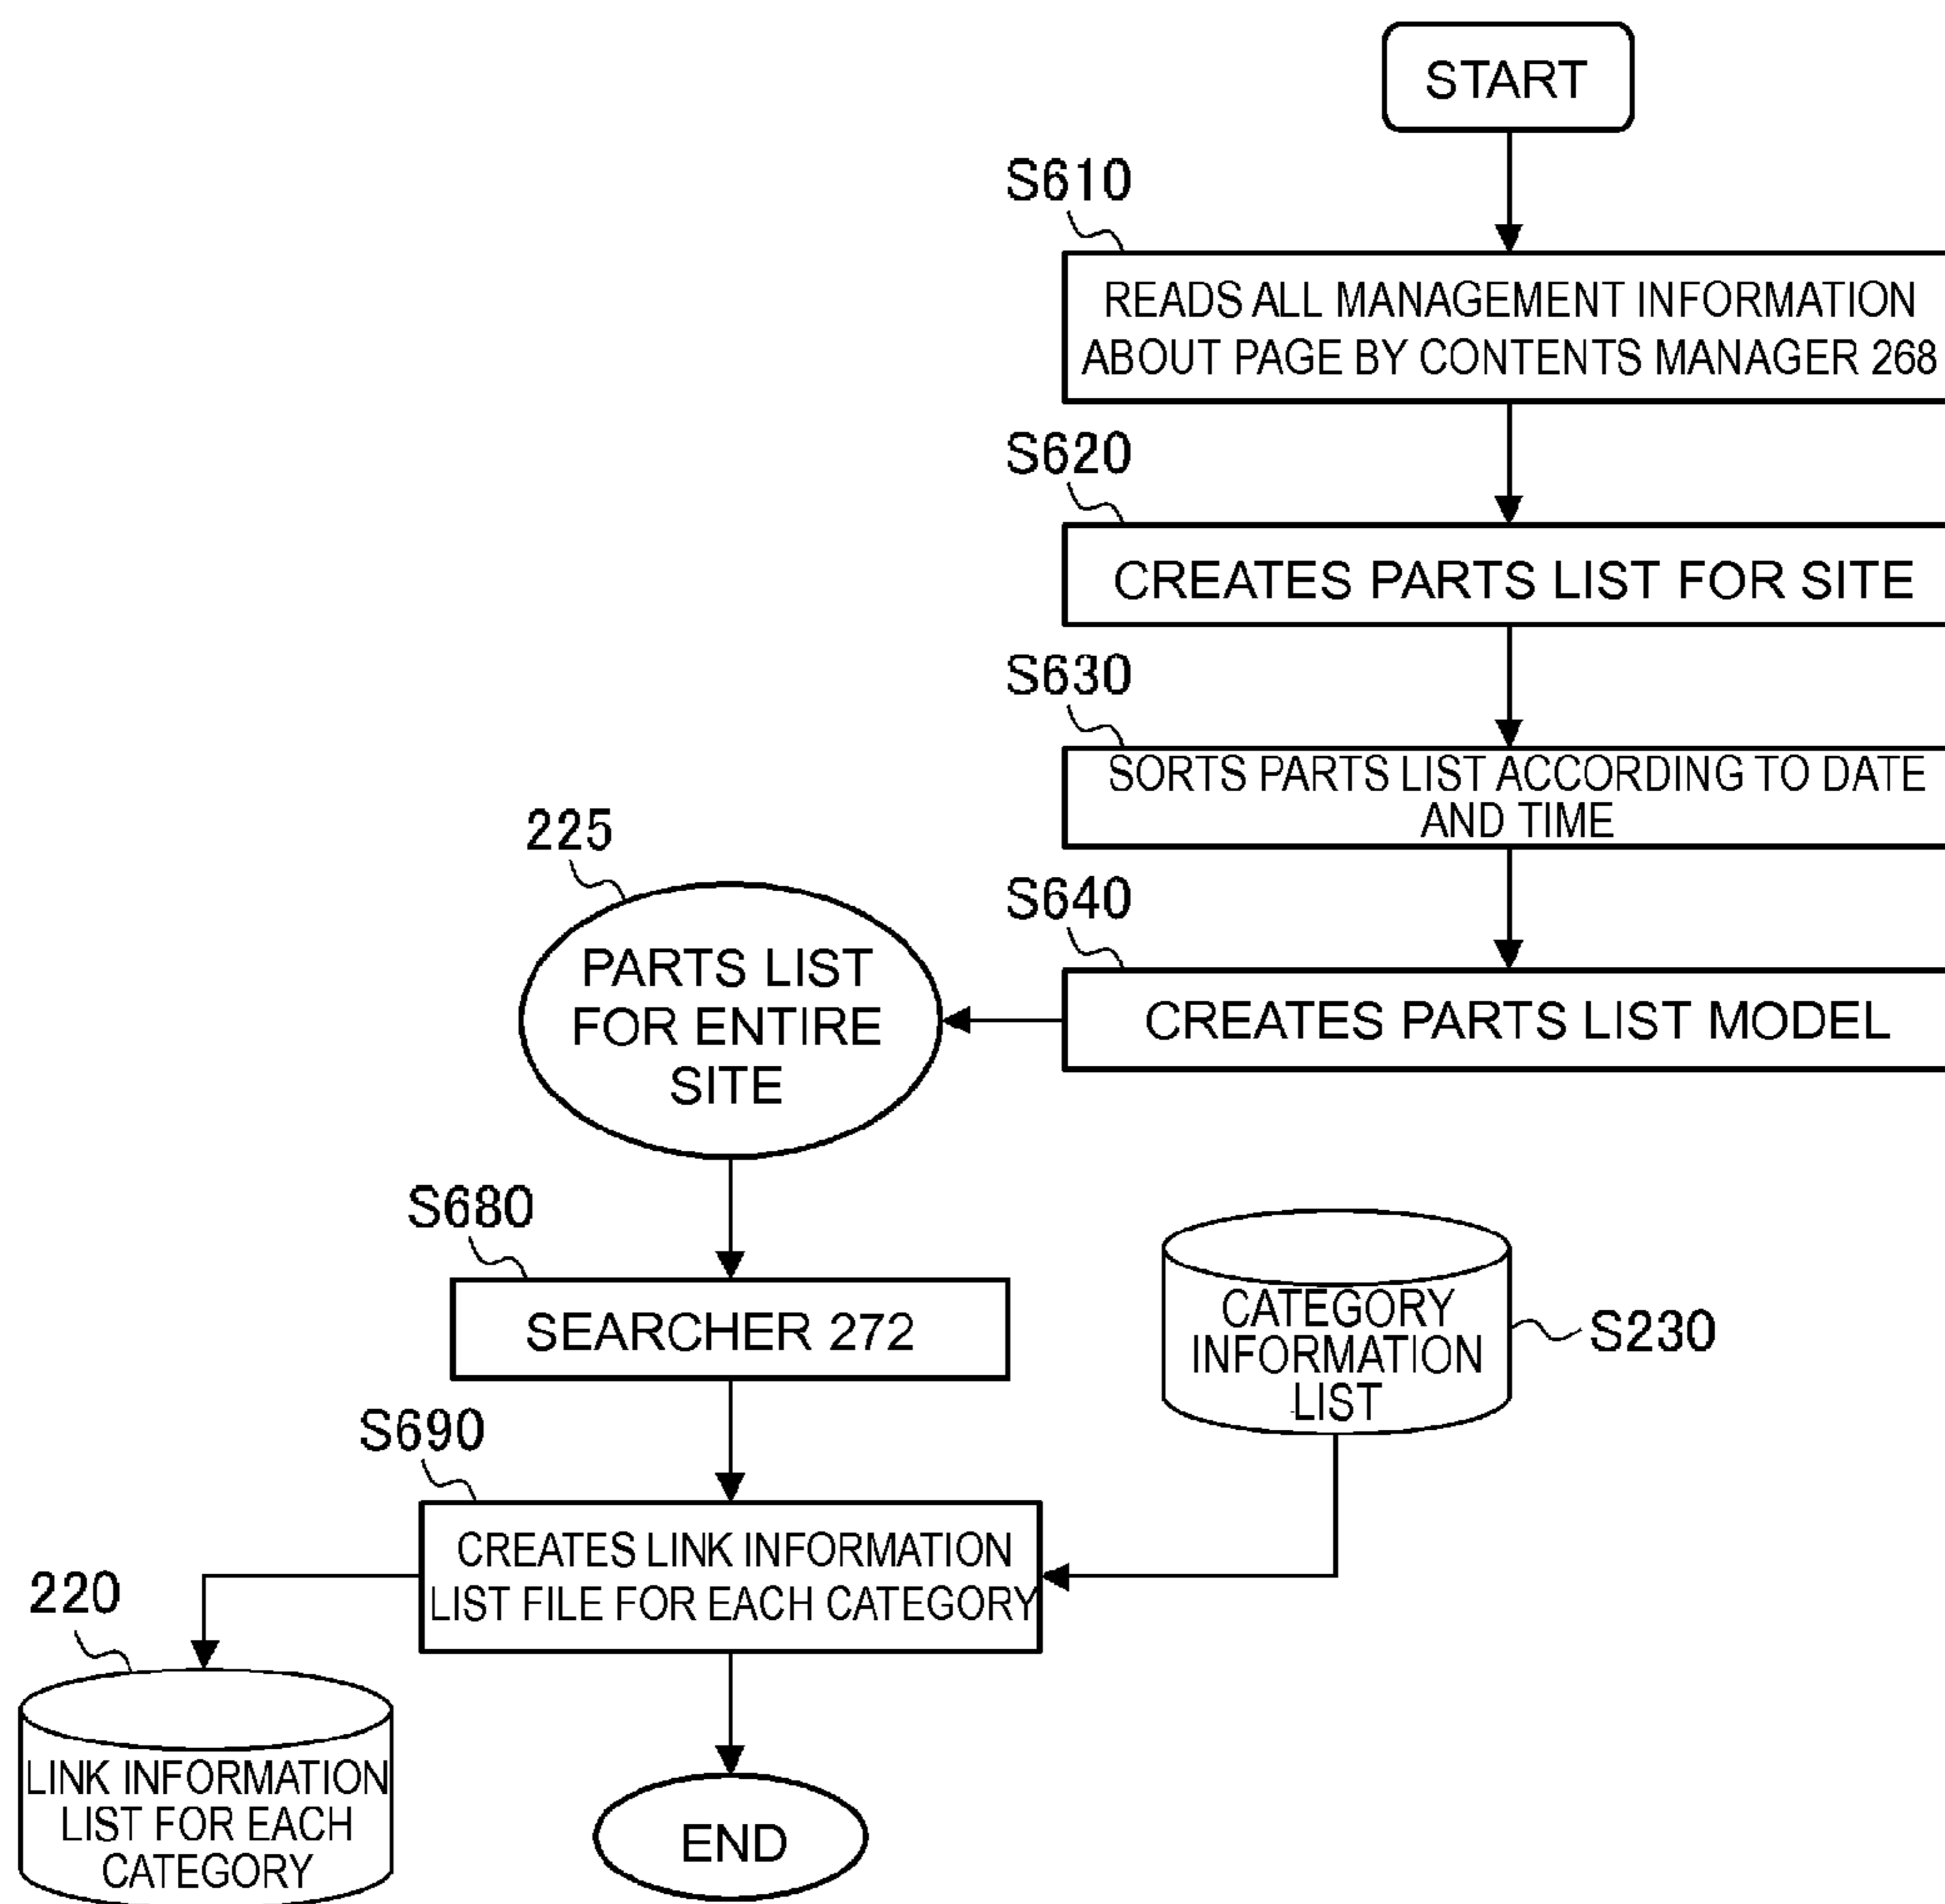 START
S610
READS ALL MANAGEMENT INFORMATION
ABOUT PAGE BY CONTENTS MANAGER 268
S620
CREATES PARTS LIST FOR SITE
S630
SORTS PARTS LIST ACCORDING TO DATE
AND TIME
225
S640
PARTS LIST
FOR ENTIRE
SITE
CREATES PARTS LIST MODEL
S680
SEARCHER 272
CATEGORY
INFORMATION
LIST
S230
S690
CREATES LINK INFORMATION
LIST FILE FOR EACH CATEGORY
220
LINK INFORMATION
LIST FOR EACH
CATEGORY
END